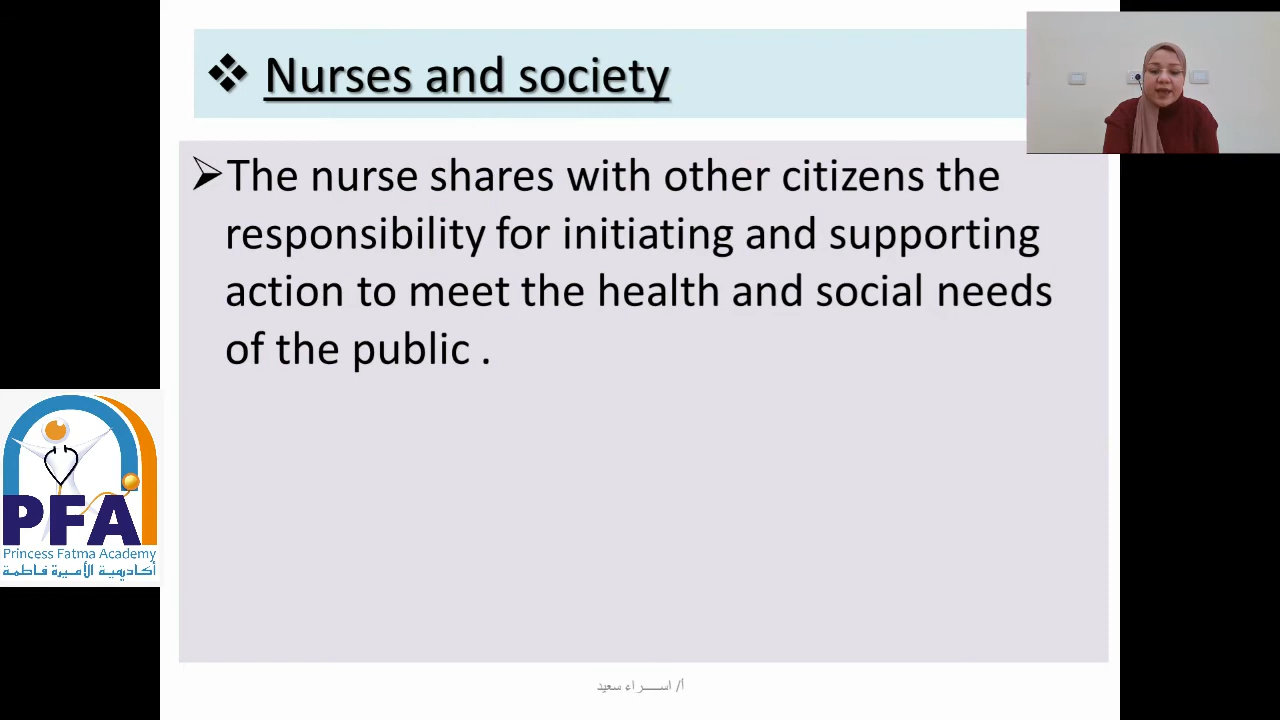 ❖ Nurses and society
➢The nurse shares with other citizens the
responsibility for initiating and supporting
action to meet the health and social needs
of the public .
PFA
Princess Fatma Academy
أكاديمية الأميرة فاطمة
أ/ اســـراء سعيد